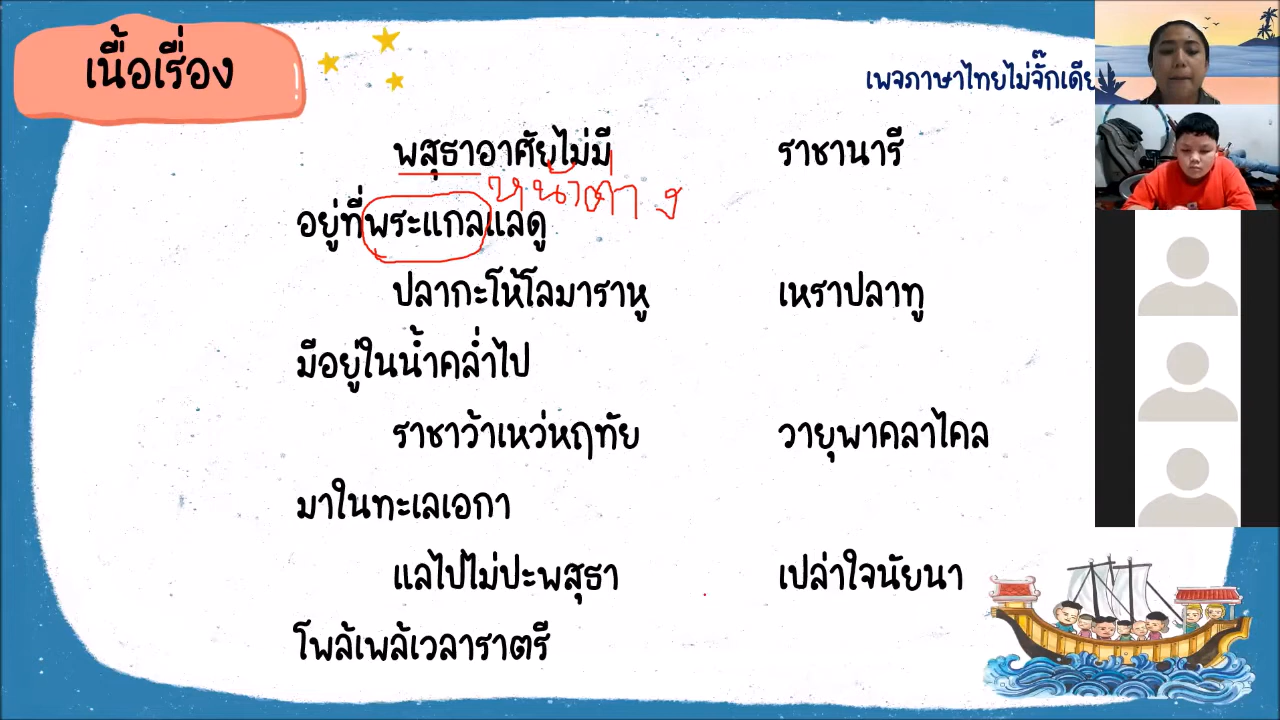 เนื้อเรื่อง
เพจภาษาไทยไม่จั๊กเดีย
พสุธาอาศัยไม่มี ราชานารี
หน้าต่าง
อยู่ที่พระแกลแลดู
ปลากะโห้โลมาราหู เหราปลาทู
มีอยู่ในน้ำคล่ำไป
ราชาว้าเหว่หฤทัย วายุพาคลาไคล
มาในทะเลเอกา
แลไปไม่ปะพสุธา เปล่าใจนัยนา
โพล้เพล้เวลาราตรี